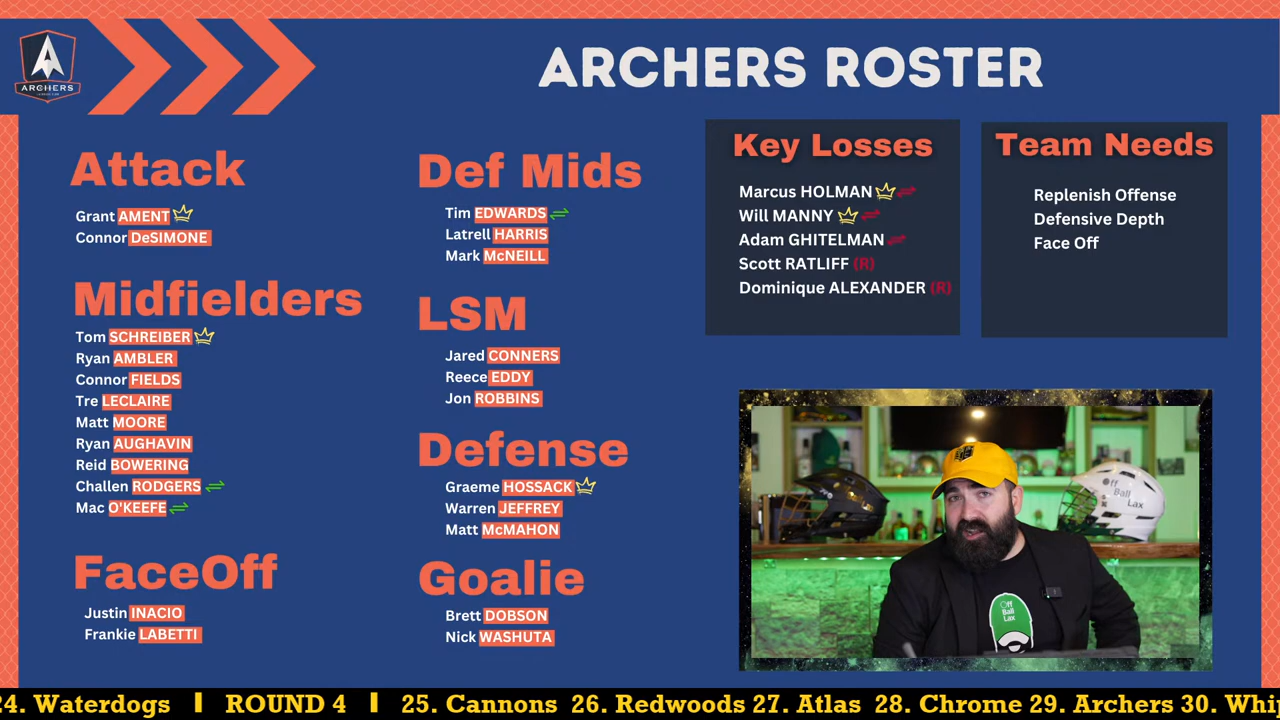 ARCHERS
ARCHERS ROSTER
Attack
Grant AMENT
Connor DeSIMONE
Midfielders
Tom SCHREIBER
Ryan AMBLER
Connor FIELDS
Tre LECLAIRE
Matt MOORE
Ryan AUGHAVIN
Reid BOWERING
Challen RODGERS
Mac O'KEEFE
FaceOff
Justin INACIO
Frankie LABETTI
Def Mids
Tim EDWARDS
Latrell HARRIS
Mark McNEILL
LSM
Jared CONNERS
Reece EDDY
Jon ROBBINS
Defense
Graeme HOSSACK
Warren JEFFREY
Matt McMAHON
Goalie
Brett DOBSON
Nick WASHUTA
Key Losses
Marcus HOLMAN
Will MANNY
Adam GHITELMAN
Scott RATLIFF (R)
Dominique ALEXANDER (R)
Team Needs
Replenish Offense
Defensive Depth
Face Off
Off
Ball
Lax
Off
Ball
Lax
24. Waterdogs | ROUND 4 | 25. Cannons 26. Redwoods 27. Atlas 28. Chrome 29. Archers 30. Whip